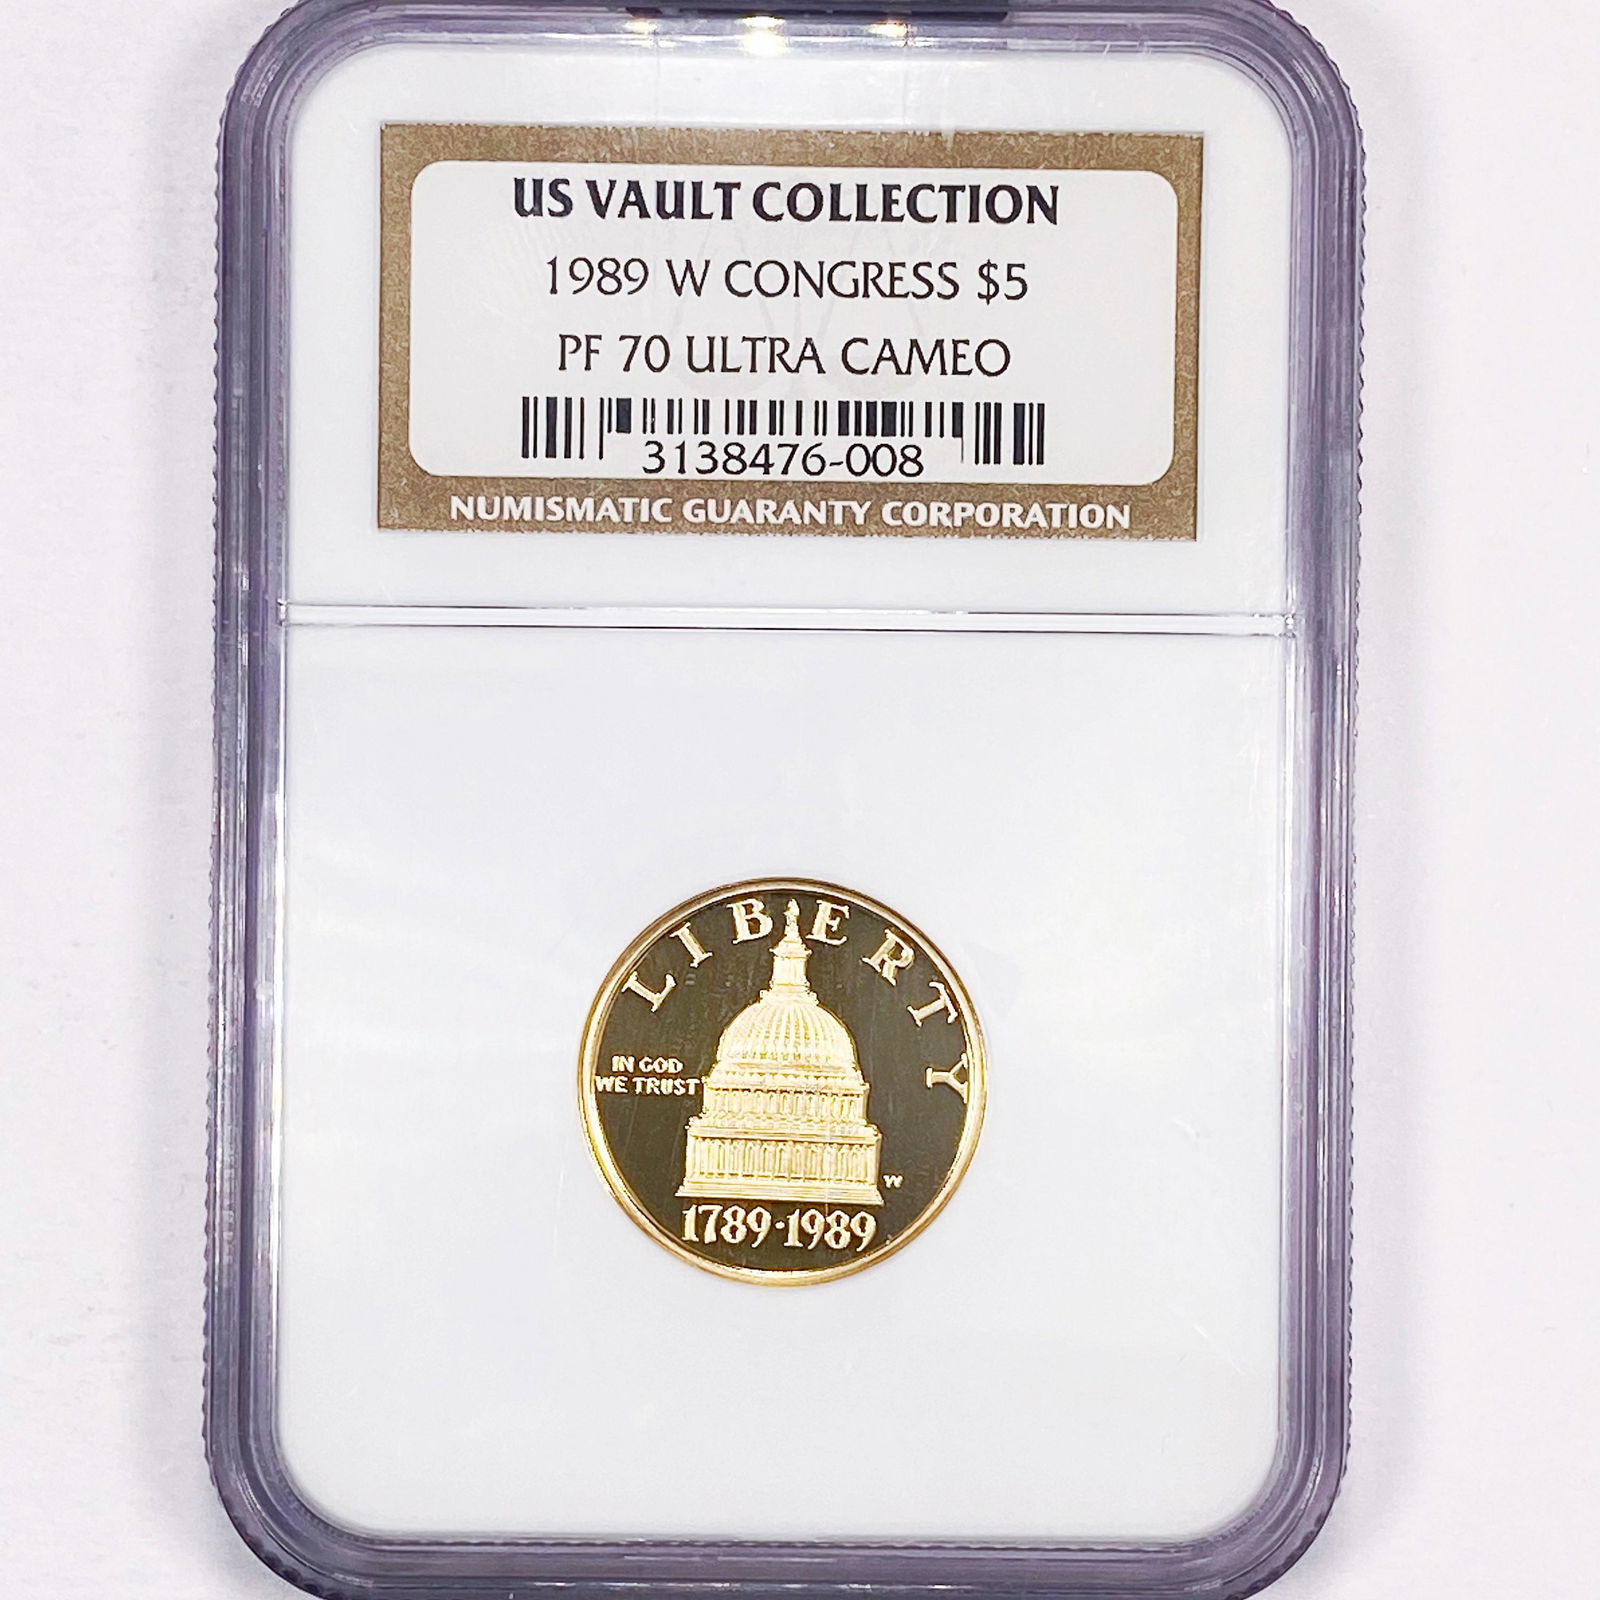 US VAULT COLLECTION
1989 W CONGRESS $5
PF 70 ULTRA CAMEO
3138476-008
NUMISMATIC GUARANTY CORPORATION
LIBERTY
IN GOD
WE TRUST
W
1789·1989